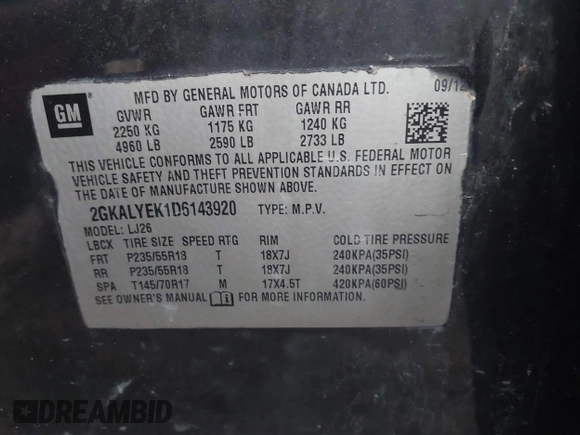 MFD BY GENERAL MOTORS OF CANADA LTD. 09/12
GM ®
GVWR GAWR FRT GAWR RR
2250 KG 1175 KG 1240 KG
4960 LB 2590 LB 2733 LB
THIS VEHICLE CONFORMS TO ALL APPLICABLE U.S. FEDERAL MOTOR
VEHICLE SAFETY AND THEFT PREVENTION STANDARDS IN EFFECT ON
THE DATE OF MANUFACTURE SHOWN ABOVE.
2GKALYEK1D6143920 TYPE: M.P.V.
MODEL: LJ26
LBCX TIRE SIZE SPEED RTG RIM COLD TIRE PRESSURE
FRT P235/55R18 T 18X7J 240KPA(35PSI)
RR P235/55R18 T 18X7J 240KPA(35PSI)
SPA T145/70R17 M 17X4.5T 420KPA(60PSI)
SEE OWNER'S MANUAL FOR MORE INFORMATION.
DREAMBID